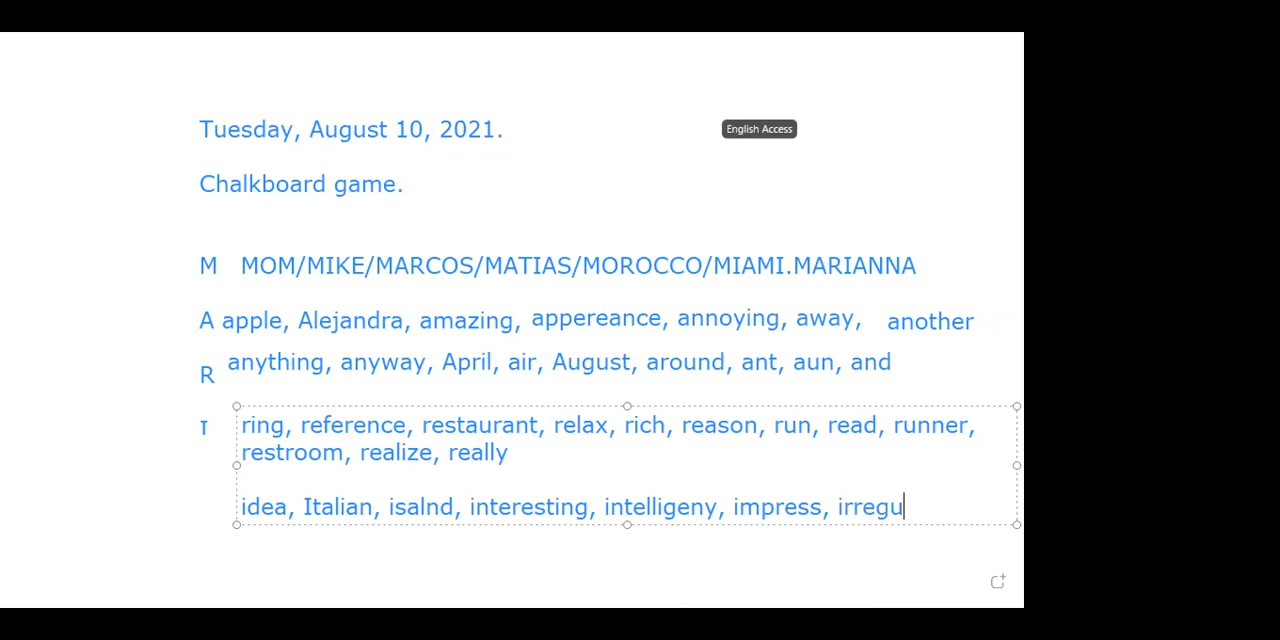 Tuesday, August 10, 2021.
English Access
Chalkboard game.
M MOM/MIKE/MARCOS/MATIAS/MOROCCO/MIAMI.MARIANNA
A apple, Alejandra, amazing, appereance, annoying, away, another
anything, anyway, April, air, August, around, ant, aun, and
R
I ring, reference, restaurant, relax, rich, reason, run, read, runner,
restroom, realize, really
idea, Italian, isalnd, interesting, intelligeny, impress, irregu